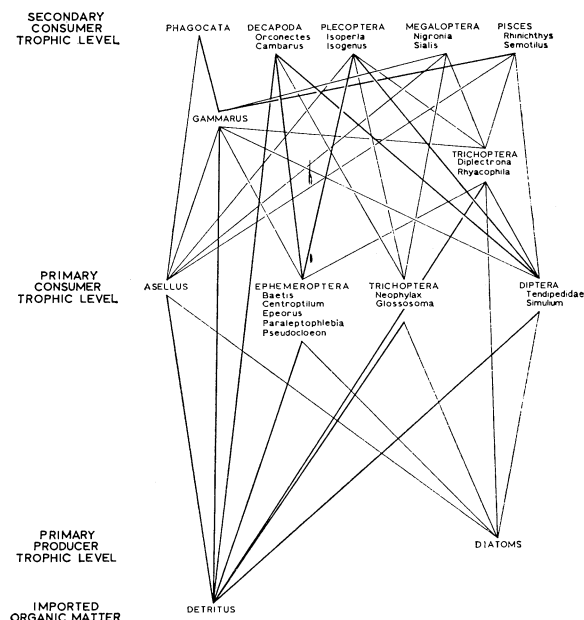 SECONDARY
CONSUMER
TROPHIC LEVEL
PHAGOCATA
DECAPODA
Orconectes
Cambarus
PLECOPTERA
Isoperla
Isogenus
MEGALOPTERA
Nigronia
Sialis
PISCES
Rhinichthys
Semotilus
GAMMARUS
TRICHOPTERA
Diplectrona
Rhyacophila
PRIMARY
CONSUMER
TROPHIC LEVEL
ASELLUS
EPHEMEROPTERA
Baetis
Centroptilum
Epeorus
Paraleptophlebia
Pseudocloeon
TRICHOPTERA
Neophylax
Glossosoma
DIPTERA
Tendipedidae
Simulium
PRIMARY
PRODUCER
TROPHIC LEVEL
DIATOMS
IMPORTED
ORGANIC MATTER
DETRITUS